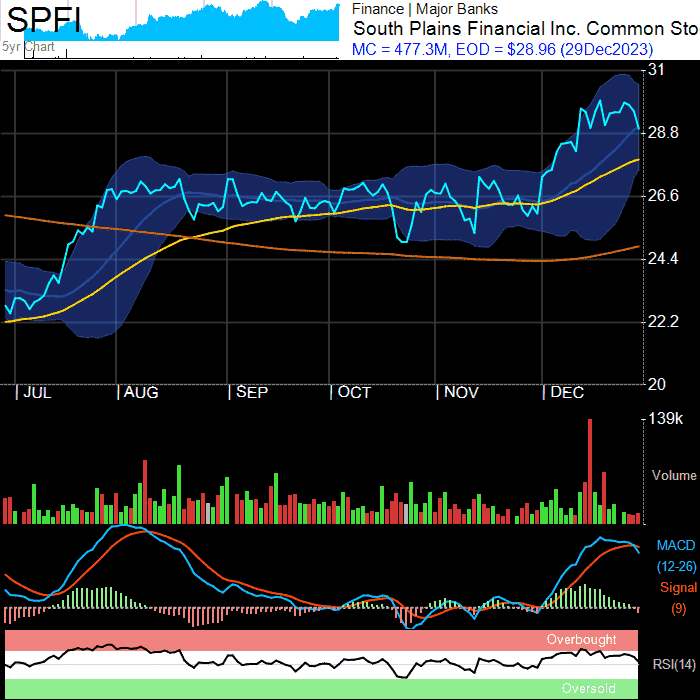 SPFI
5yr Chart
Finance | Major Banks
South Plains Financial Inc. Common Sto
MC = 477.3M, EOD = $28.96 (29Dec2023)
31
28.8
26.6
24.4
22.2
20
JUL AUG SEP OCT NOV DEC
139k
Volume
MACD
(12-26)
Signal
(9)
Overbought
RSI(14)
Oversold